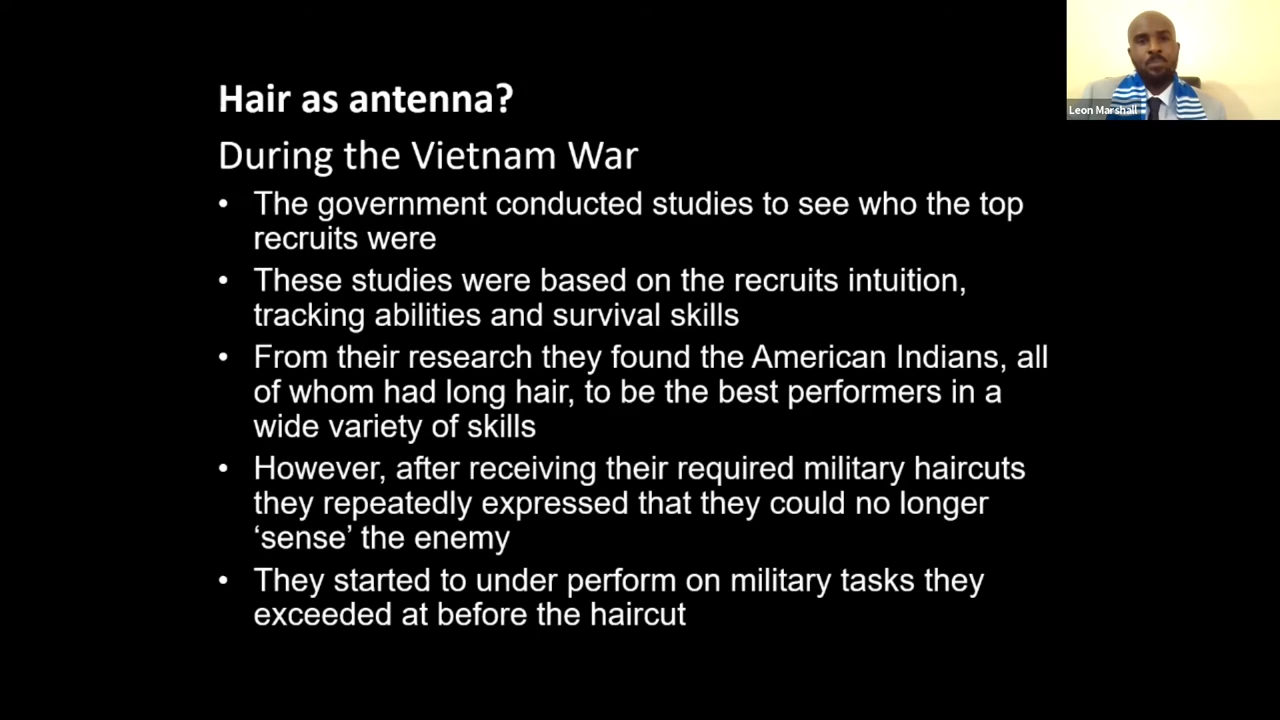 Leon Marshall
Hair as antenna?
During the Vietnam War
• The government conducted studies to see who the top
recruits were
• These studies were based on the recruits intuition,
tracking abilities and survival skills
• From their research they found the American Indians, all
of whom had long hair, to be the best performers in a
wide variety of skills
• However, after receiving their required military haircuts
they repeatedly expressed that they could no longer
‘sense’ the enemy
• They started to under perform on military tasks they
exceeded at before the haircut